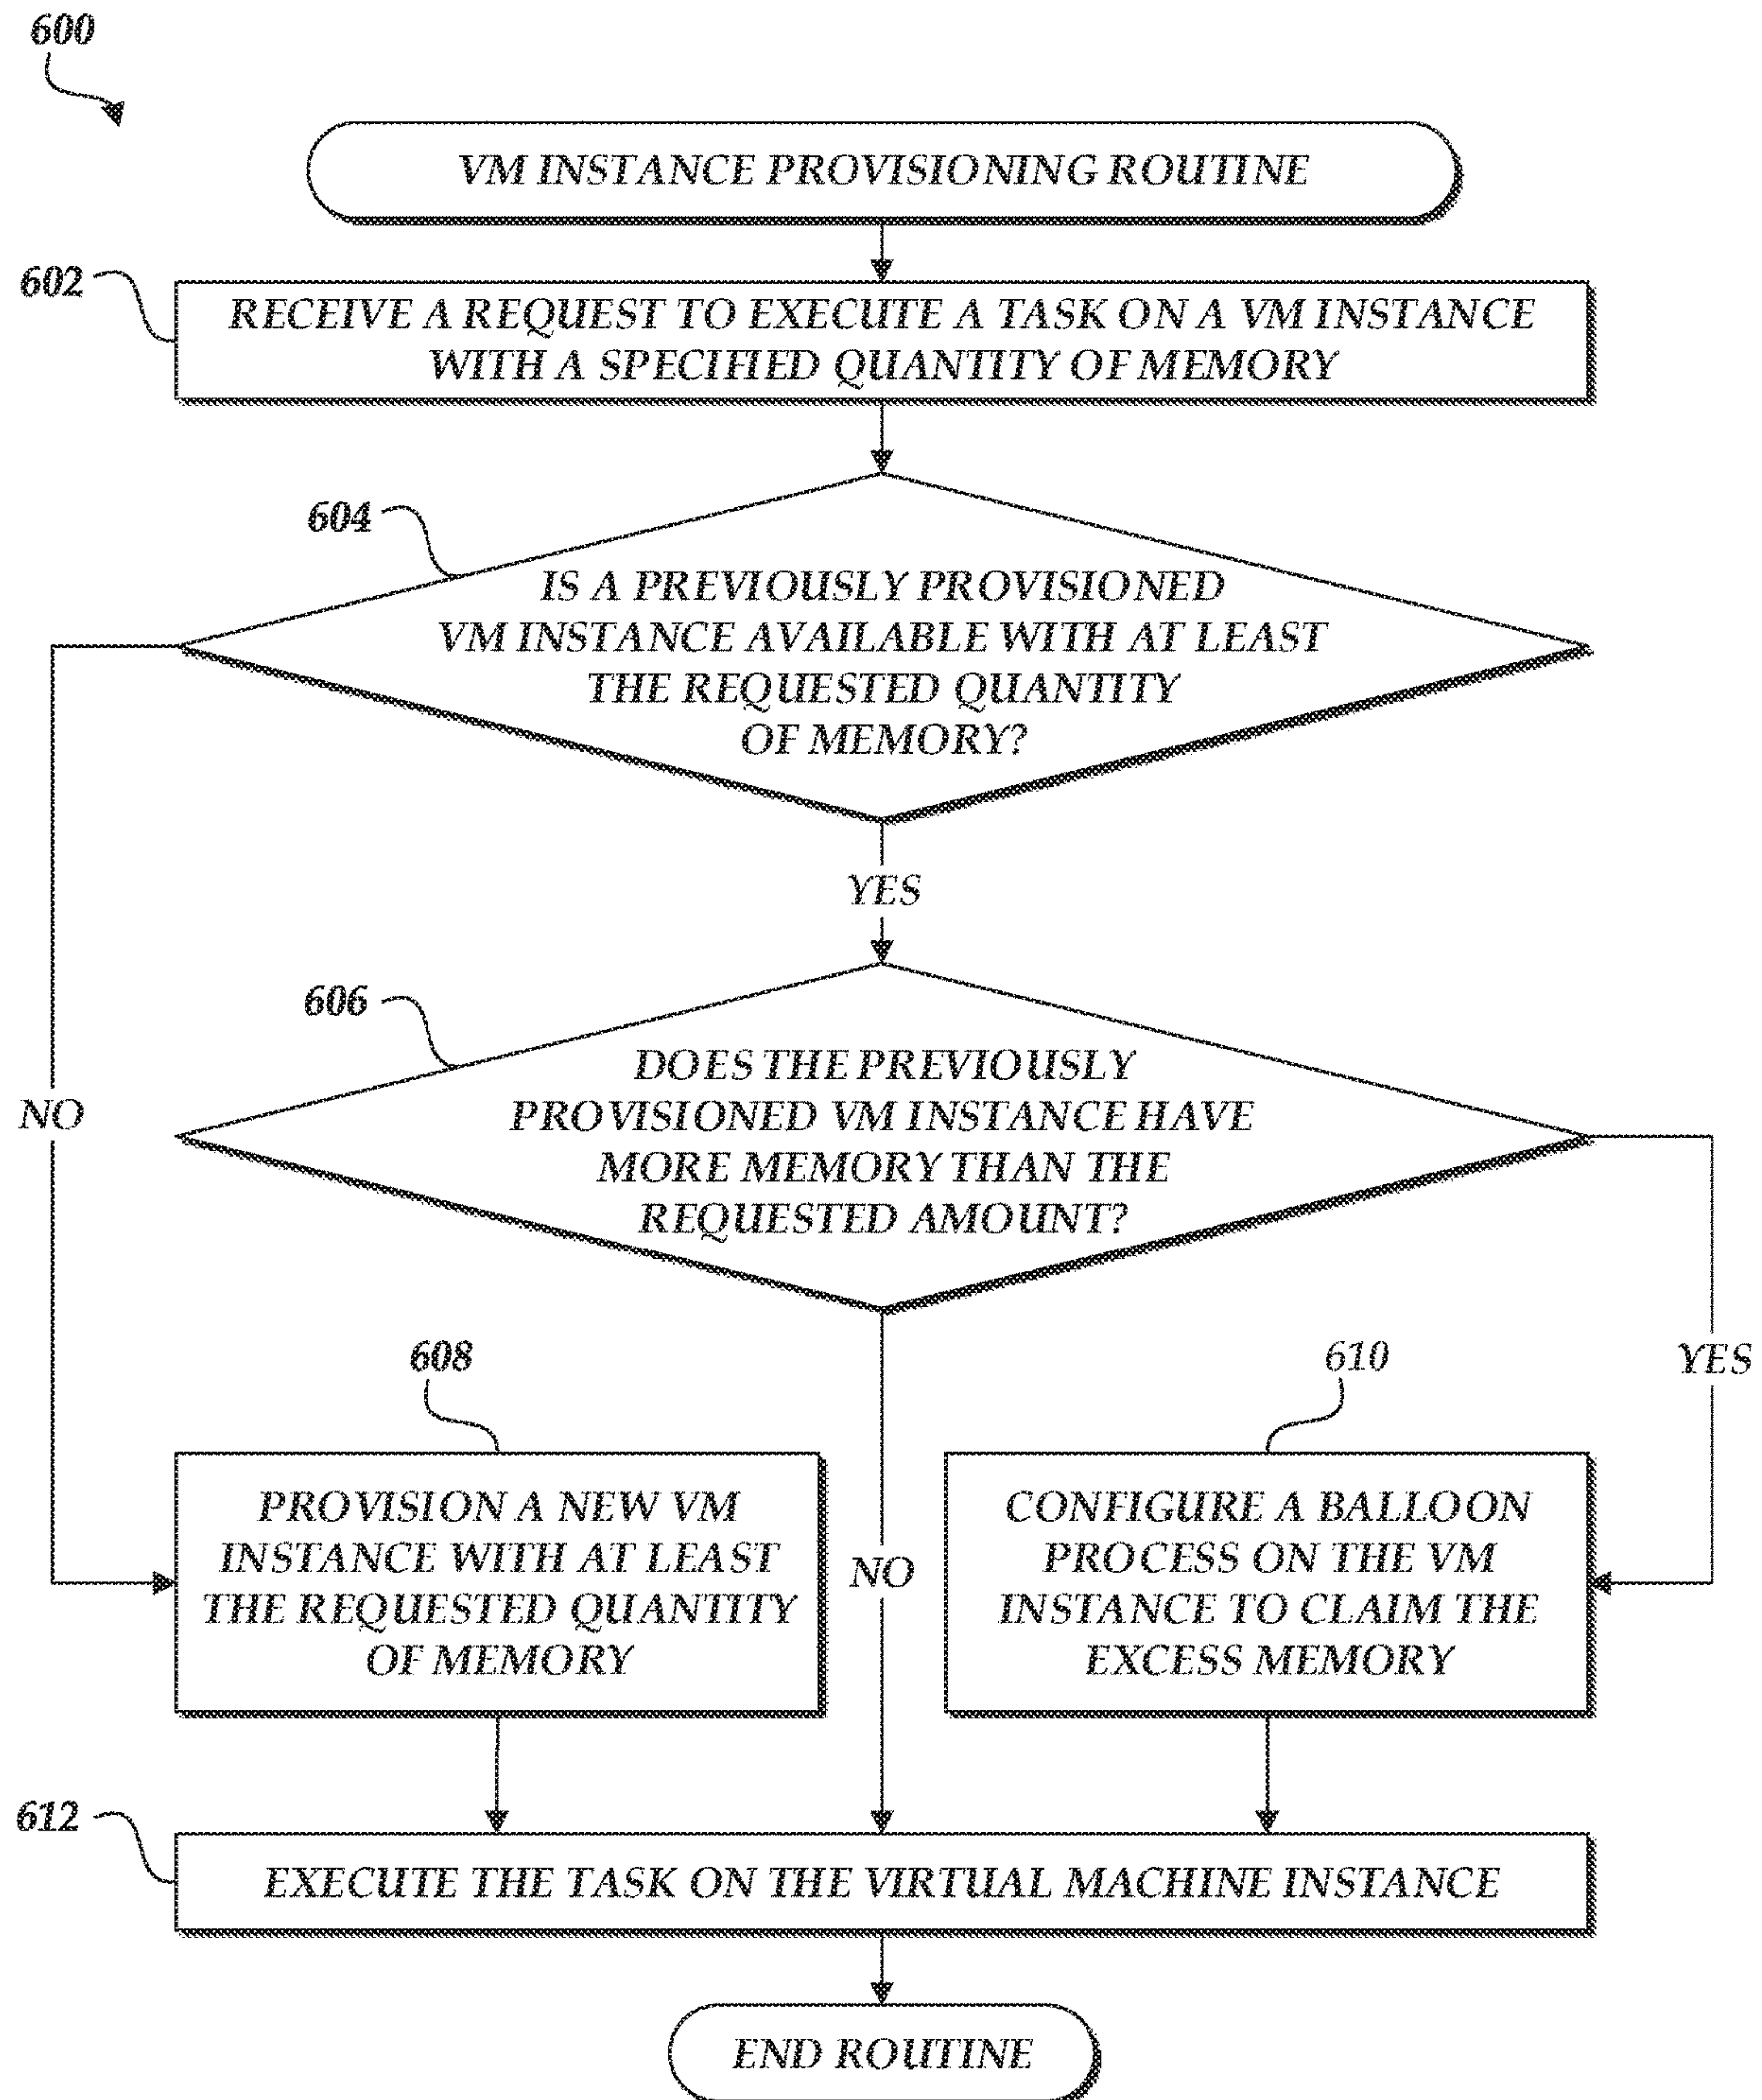 600
VM INSTANCE PROVISIONING ROUTINE
602
RECEIVE A REQUEST TO EXECUTE A TASK ON A VM INSTANCE
WITH A SPECIFIED QUANTITY OF MEMORY
604
IS A PREVIOUSLY PROVISIONED
VM INSTANCE AVAILABLE WITH AT LEAST
THE REQUESTED QUANTITY
OF MEMORY?
YES
606
DOES THE PREVIOUSLY
PROVISIONED VM INSTANCE HAVE
MORE MEMORY THAN THE
REQUESTED AMOUNT?
NO
YES
608
PROVISION A NEW VM
INSTANCE WITH AT LEAST
THE REQUESTED QUANTITY
OF MEMORY
NO
610
CONFIGURE A BALLOON
PROCESS ON THE VM
INSTANCE TO CLAIM THE
EXCESS MEMORY
612
EXECUTE THE TASK ON THE VIRTUAL MACHINE INSTANCE
END ROUTINE